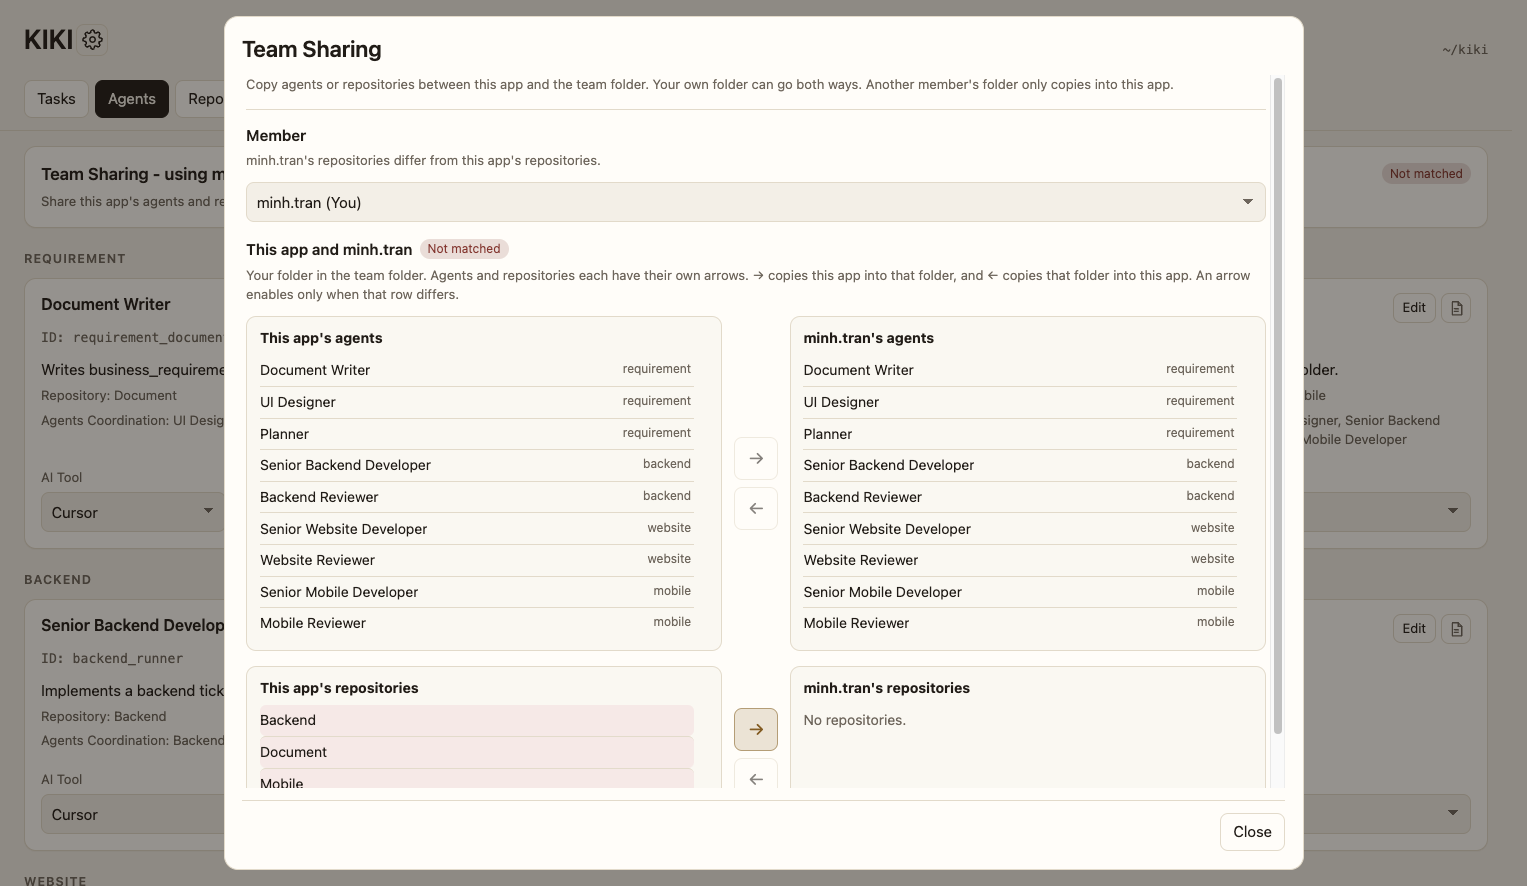 KIKI
~/kiki
Tasks
Agents
Repo
Team Sharing - using m
Not matched
Share this app's agents and re
REQUIREMENT
Document Writer
ID: requirement_documen
Writes business_requireme
Repository: Document
Agents Coordination: UI Desig
AI Tool
Cursor
Edit
older.
bile
signer, Senior Backend
Mobile Developer
BACKEND
Senior Backend Develop
ID: backend_runner
Implements a backend tick
Repository: Backend
Agents Coordination: Backend
AI Tool
Cursor
Edit
WEBSITE
Team Sharing
Copy agents or repositories between this app and the team folder. Your own folder can go both ways. Another member's folder only copies into this app.
Member
minh.tran's repositories differ from this app's repositories.
minh.tran (You)
This app and minh.tran Not matched
Your folder in the team folder. Agents and repositories each have their own arrows. → copies this app into that folder, and ← copies that folder into this app. An arrow
enables only when that row differs.
This app's agents
Document Writer requirement
UI Designer requirement
Planner requirement
Senior Backend Developer backend
Backend Reviewer backend
Senior Website Developer website
Website Reviewer website
Senior Mobile Developer mobile
Mobile Reviewer mobile
→
←
minh.tran's agents
Document Writer requirement
UI Designer requirement
Planner requirement
Senior Backend Developer backend
Backend Reviewer backend
Senior Website Developer website
Website Reviewer website
Senior Mobile Developer mobile
Mobile Reviewer mobile
This app's repositories
Backend
Document
Mobile
→
←
minh.tran's repositories
No repositories.
Close